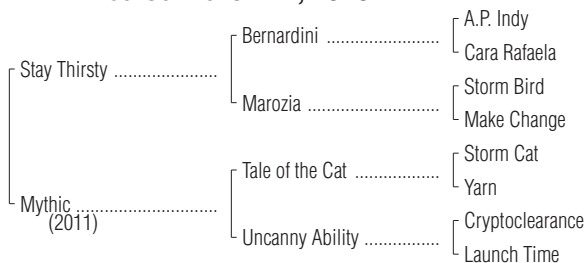 A.P. Indy
Bernardini
Cara Rafaela
Stay Thirsty
Storm Bird
Marozia
Make Change
Storm Cat
Tale of the Cat
Yarn
Mythic
(2011)
Cryptoclearance
Uncanny Ability
Launch Time